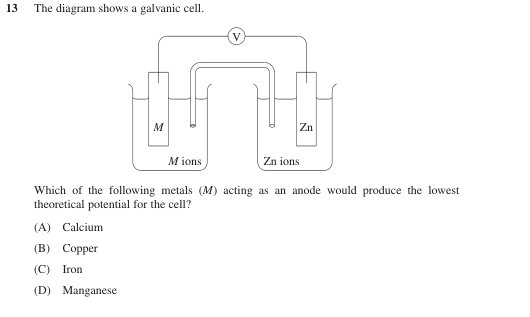 13 The diagram shows a galvanic cell.
V
M
Zn
M ions
Zn ions
Which of the following metals (M) acting as an anode would produce the lowest
theoretical potential for the cell?
(A) Calcium
(B) Copper
(C) Iron
(D) Manganese